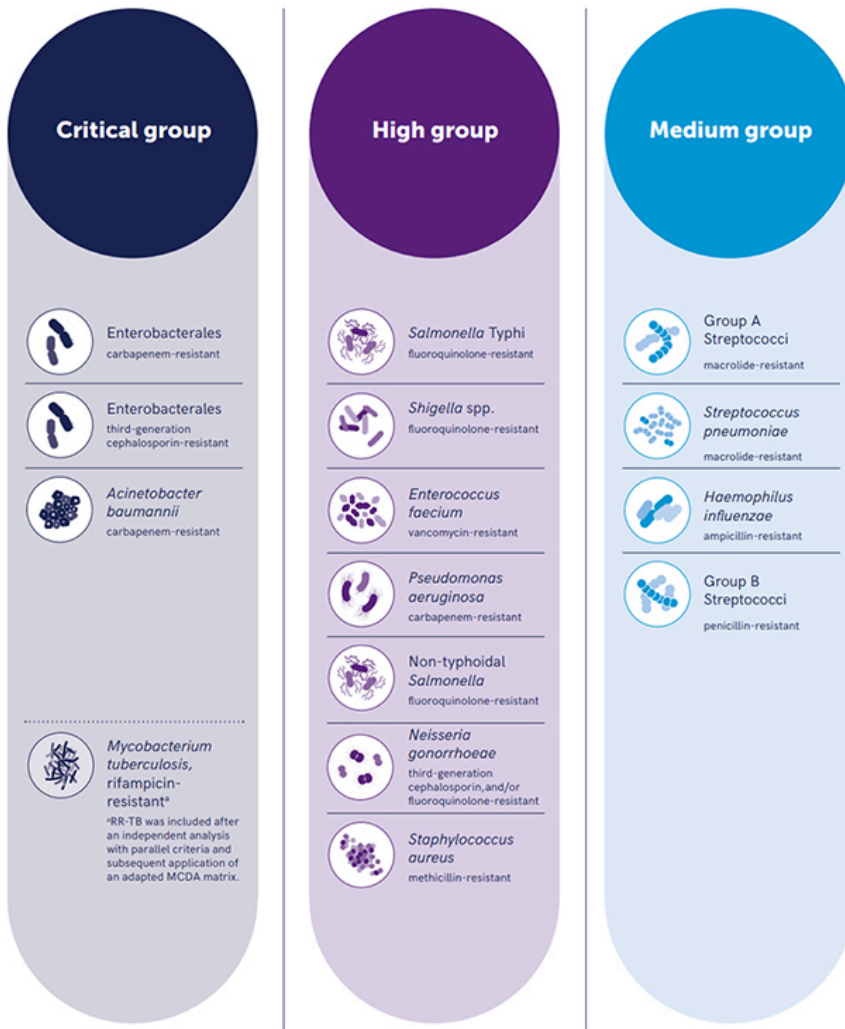 Critical group
Enterobacterales
carbapenem-resistant
Enterobacterales
third-generation
cephalosporin-resistant
Acinetobacter
baumannii
carbapenem-resistant
Mycobacterium
tuberculosis,
rifampicin-
resistantᵃ
ᵃRR-TB was included after
an independent analysis
with parallel criteria and
subsequent application of
an adapted MCDA matrix.
High group
Salmonella Typhi
fluoroquinolone-resistant
Shigella spp.
fluoroquinolone-resistant
Enterococcus
faecium
vancomycin-resistant
Pseudomonas
aeruginosa
carbapenem-resistant
Non-typhoidal
Salmonella
fluoroquinolone-resistant
Neisseria
gonorrhoeae
third-generation
cephalosporin,and/or
fluoroquinolone-resistant
Staphylococcus
aureus
methicillin-resistant
Medium group
Group A
Streptococci
macrolide-resistant
Streptococcus
pneumoniae
macrolide-resistant
Haemophilus
influenzae
ampicillin-resistant
Group B
Streptococci
penicillin-resistant